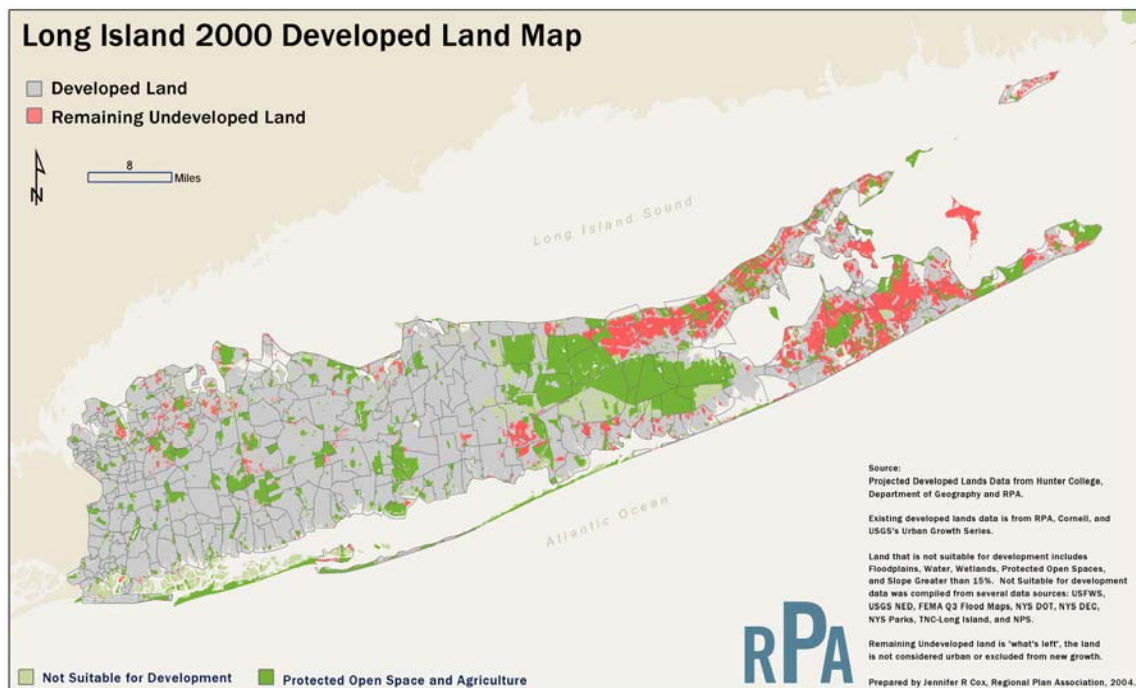 Long Island 2000 Developed Land Map
Developed Land
Remaining Undeveloped Land
N
8
Miles
Long Island Sound
Atlantic Ocean
Source:
Projected Developed Lands Data from Hunter College,
Department of Geography and RPA.
Existing developed lands data is from RPA, Cornell, and
USGS's Urban Growth Series.
Land that is not suitable for development includes
Floodplains, Water, Wetlands, Protected Open Spaces,
and Slope Greater than 15%. Not Suitable for development
data was compiled from several data sources: USFWS,
USGS NED, FEMA Q3 Flood Maps, NYS DOT, NYS DEC,
NYS Parks, TNC-Long Island, and NPS.
Remaining Undeveloped land is 'what's left', the land
is not considered urban or excluded from new growth.
Prepared by Jennifer R Cox, Regional Plan Association, 2004.
RPA
Not Suitable for Development
Protected Open Space and Agriculture